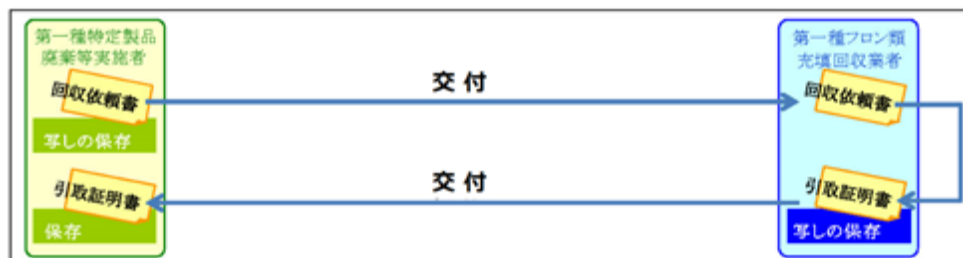 第一種特定製品
廃棄等実施者
回収依頼書
写しの保存
引取証明書
保存
交付
交付
第一種フロン類
充填回収業者
回収依頼書
引取証明書
写しの保存